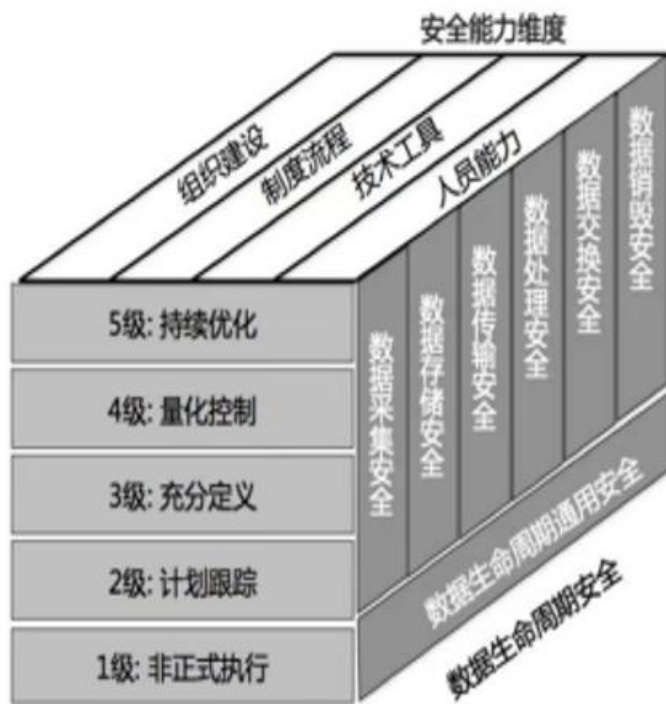 安全能力维度
组织建设
制度流程
技术工具
人员能力
5级: 持续优化
4级: 量化控制
3级: 充分定义
2级: 计划跟踪
1级: 非正式执行
数据采集安全
数据存储安全
数据传输安全
数据处理安全
数据交换安全
数据销毁安全
数据生命周期通用安全
数据生命周期安全